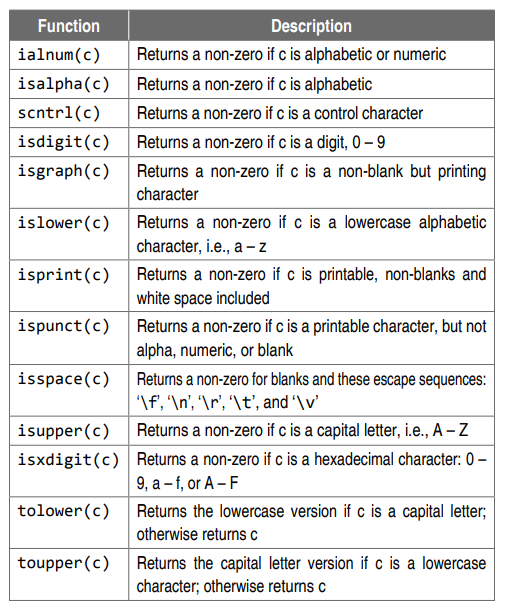 Function Description
ialnum(c) Returns a non-zero if c is alphabetic or numeric
isalpha(c) Returns a non-zero if c is alphabetic
scntrl(c) Returns a non-zero if c is a control character
isdigit(c) Returns a non-zero if c is a digit, 0 – 9
isgraph(c) Returns a non-zero if c is a non-blank but printing
character
islower(c) Returns a non-zero if c is a lowercase alphabetic
character, i.e., a – z
isprint(c) Returns a non-zero if c is printable, non-blanks and
white space included
ispunct(c) Returns a non-zero if c is a printable character, but not
alpha, numeric, or blank
isspace(c) Returns a non-zero for blanks and these escape sequences:
‘\f’, ‘\n’, ‘\r’, ‘\t’, and ‘\v’
isupper(c) Returns a non-zero if c is a capital letter, i.e., A – Z
isxdigit(c) Returns a non-zero if c is a hexadecimal character: 0 –
9, a – f, or A – F
tolower(c) Returns the lowercase version if c is a capital letter;
otherwise returns c
toupper(c) Returns the capital letter version if c is a lowercase
character; otherwise returns c